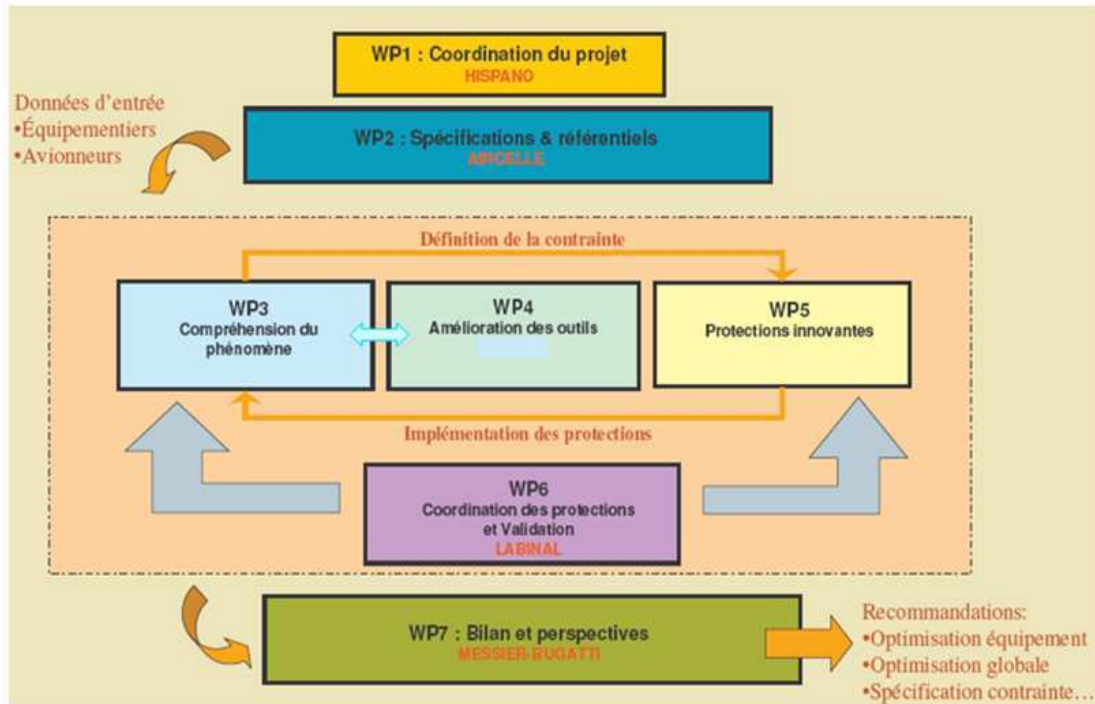 WP1 : Coordination du projet
HISPANO
Données d'entrée
•Équipementiers
•Avionneurs
WP2 : Spécifications & référentiels
ABICELLE
Définition de la contrainte
WP3
Compréhension du
phénomène
WP4
Amélioration des outils
WP5
Protections innovantes
Implémentation des protections
WP6
Coordination des protections
et Validation
LABINAL
WP7 : Bilan et perspectives
MESSIER-BUGATTI
Recommandations:
•Optimisation équipement
•Optimisation globale
•Spécification contrainte…